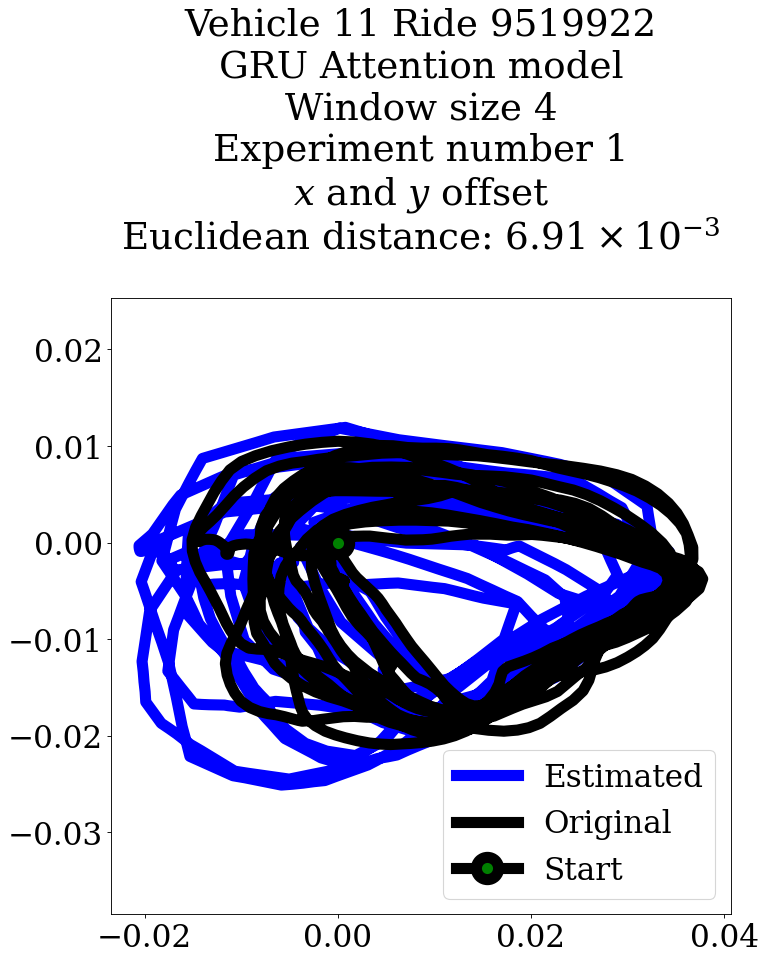 Vehicle 11 Ride 9519922
GRU Attention model
Window size 4
Experiment number 1
x and y offset
Euclidean distance: 6.91 × 10⁻³
0.02
0.01
0.00
−0.01
−0.02
−0.03
Estimated
Original
Start
−0.02 0.00 0.02 0.04